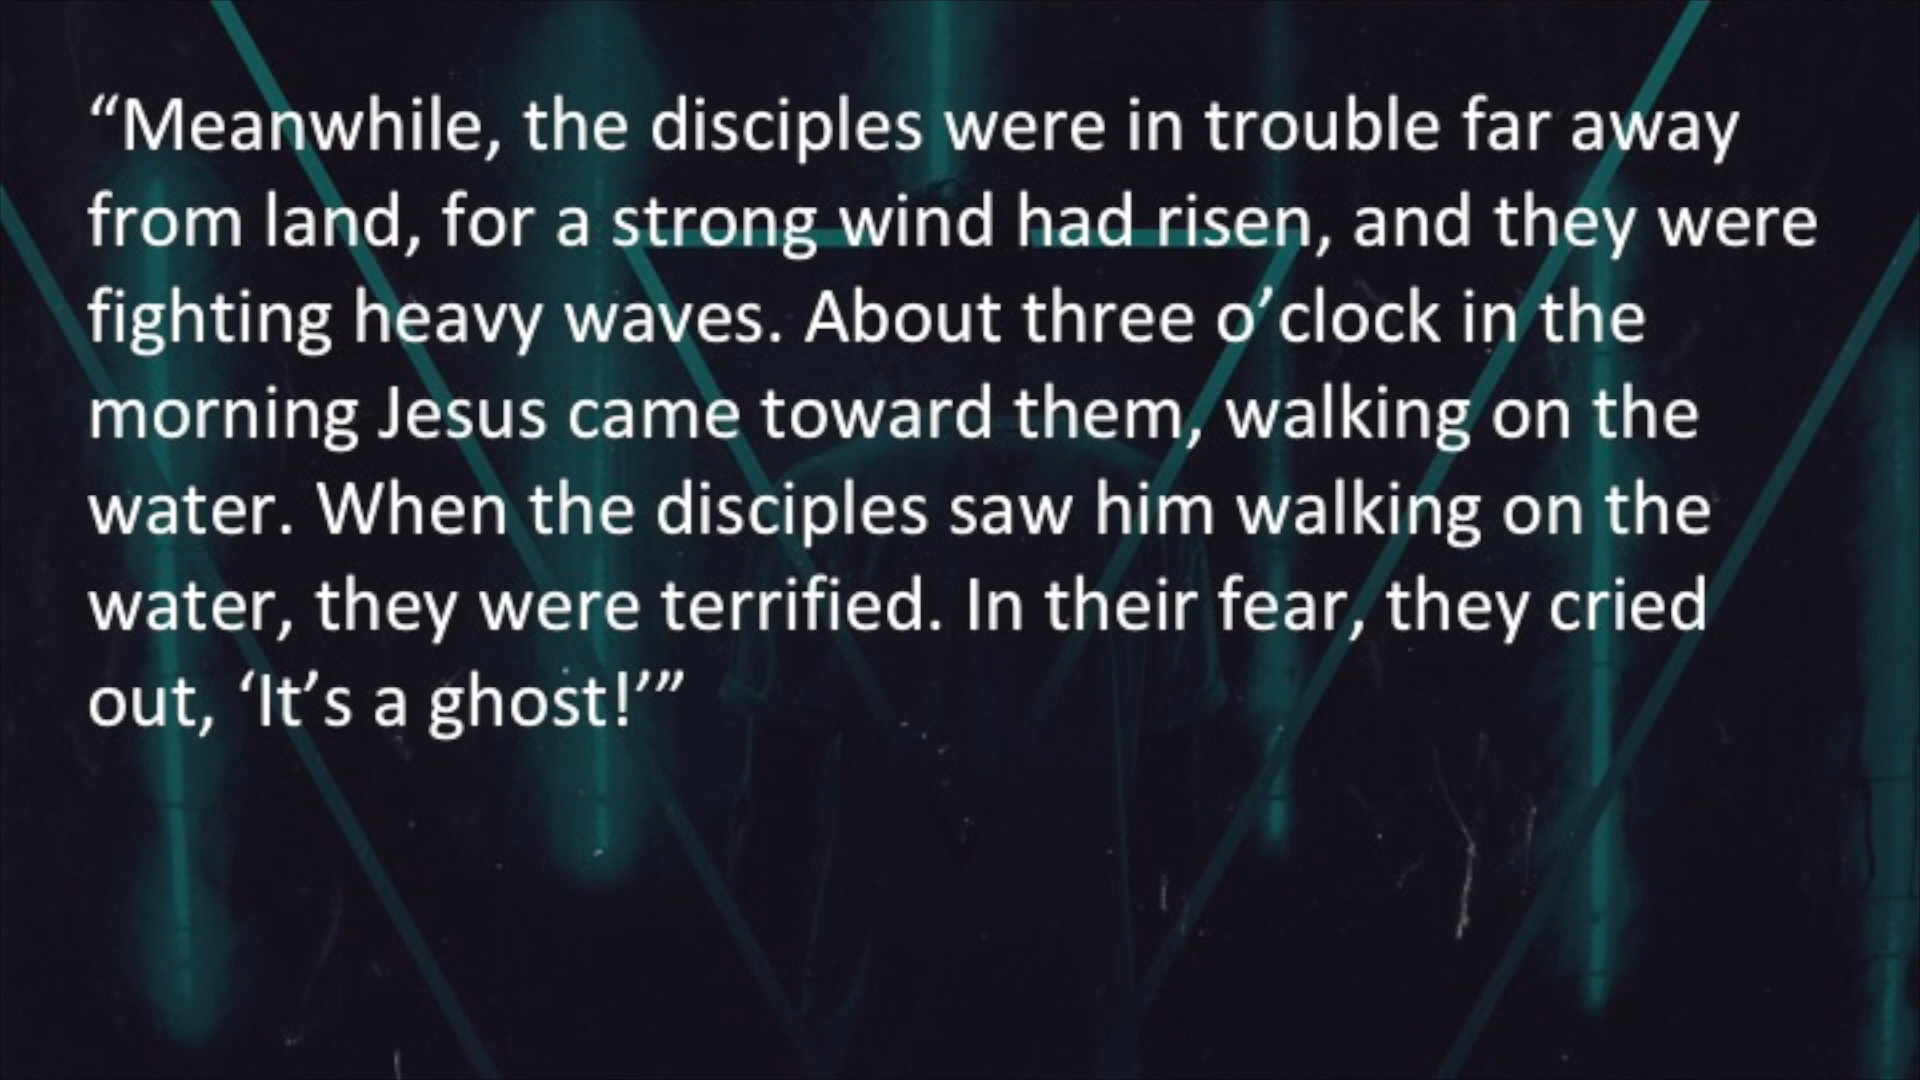 “Meanwhile, the disciples were in trouble far away
from land, for a strong wind had risen, and they were
fighting heavy waves. About three o’clock in the
morning Jesus came toward them, walking on the
water. When the disciples saw him walking on the
water, they were terrified. In their fear, they cried
out, ‘It’s a ghost!’”